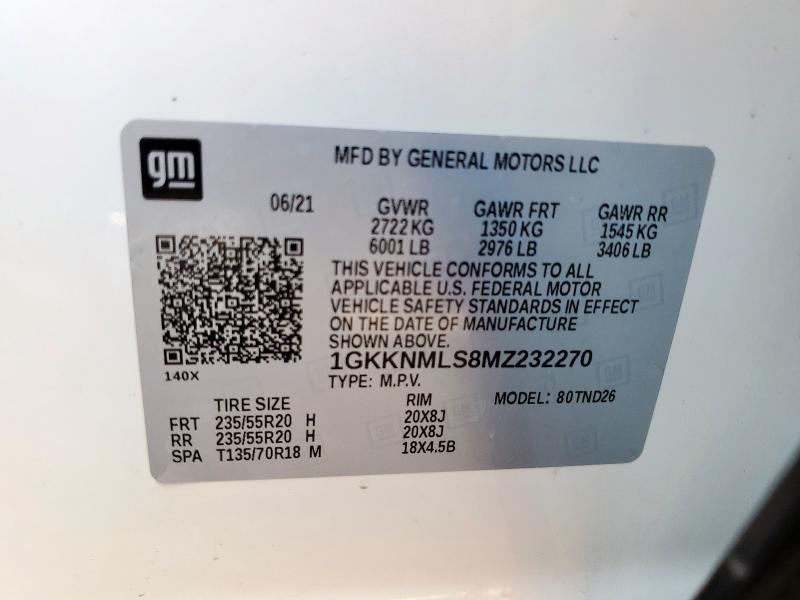 gm
MFD BY GENERAL MOTORS LLC
06/21 GVWR GAWR FRT GAWR RR
2722 KG 1350 KG 1545 KG
6001 LB 2976 LB 3406 LB
THIS VEHICLE CONFORMS TO ALL
APPLICABLE U.S. FEDERAL MOTOR
VEHICLE SAFETY STANDARDS IN EFFECT
ON THE DATE OF MANUFACTURE
SHOWN ABOVE.
1GKKNMLS8MZ232270
140X
TYPE: M.P.V. MODEL: 80TND26
TIRE SIZE RIM
FRT 235/55R20 H 20X8J
RR 235/55R20 H 20X8J
SPA T135/70R18 M 18X4.5B